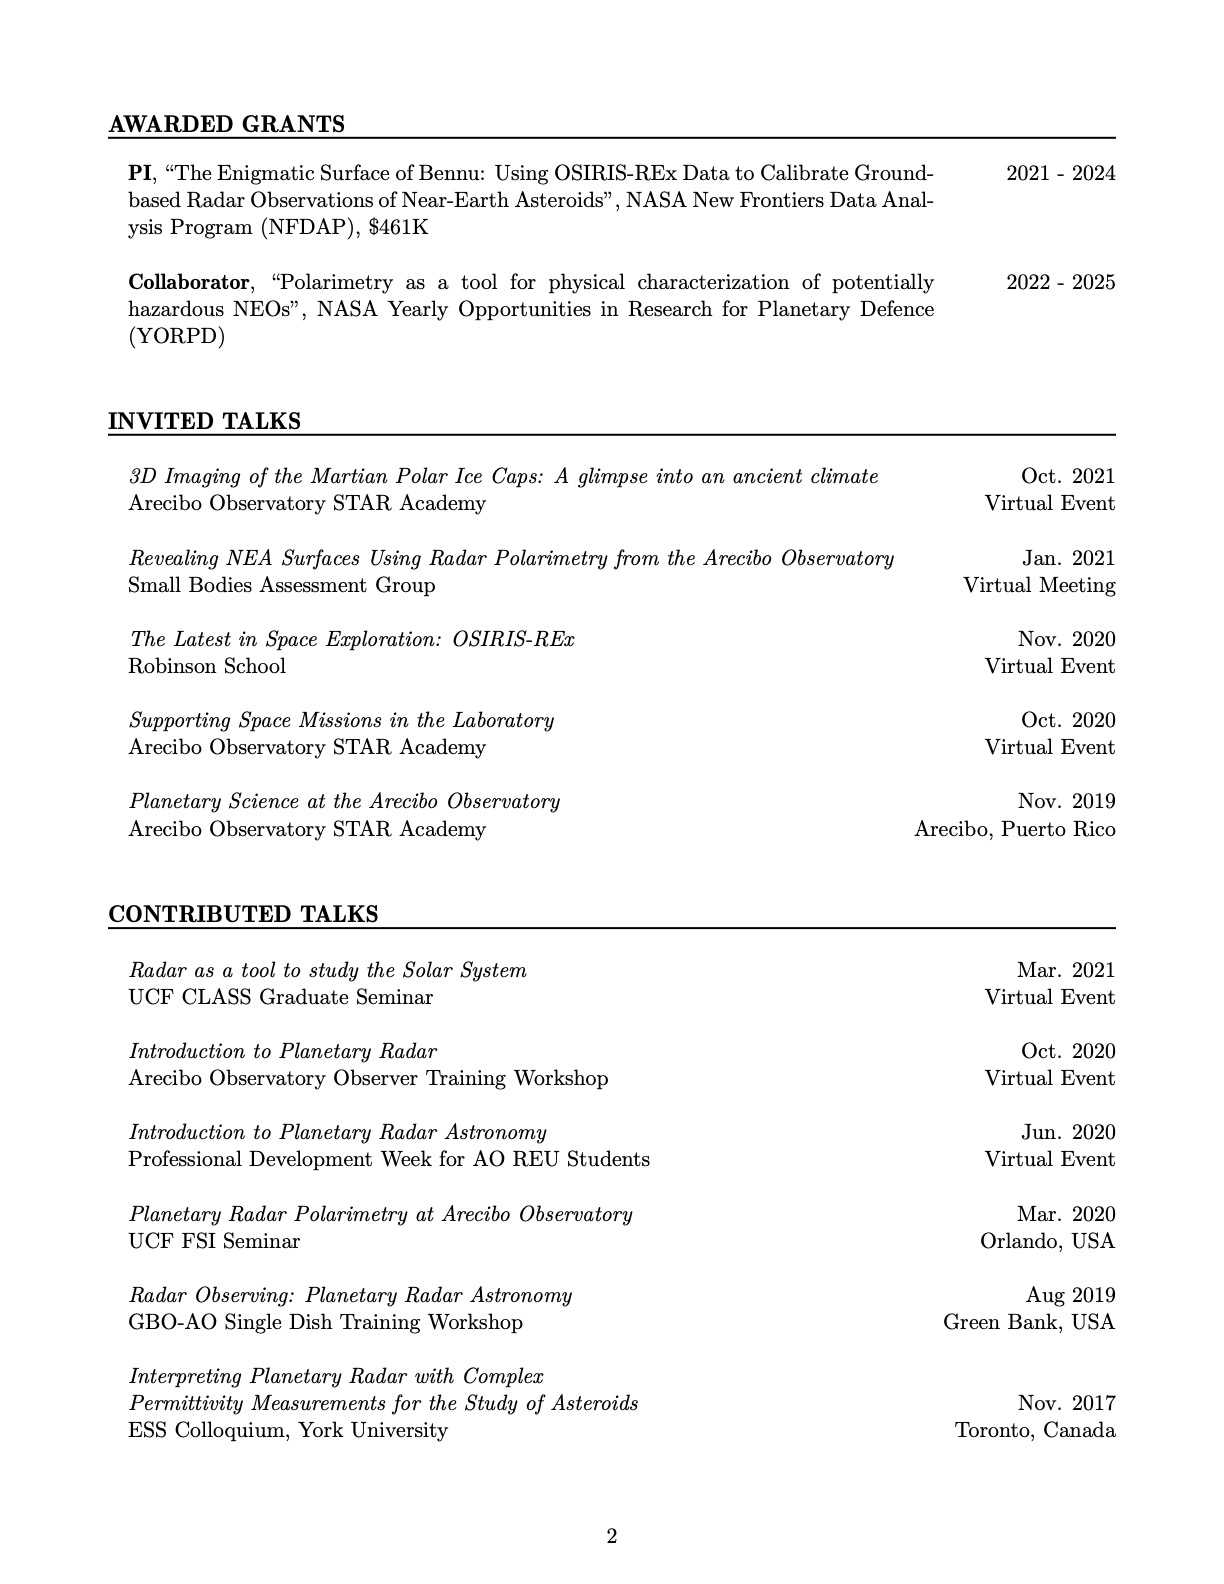 AWARDED GRANTS
PI, “The Enigmatic Surface of Bennu: Using OSIRIS-REx Data to Calibrate Ground- 2021 - 2024
based Radar Observations of Near-Earth Asteroids”, NASA New Frontiers Data Anal-
ysis Program (NFDAP), $461K
Collaborator, “Polarimetry as a tool for physical characterization of potentially 2022 - 2025
hazardous NEOs”, NASA Yearly Opportunities in Research for Planetary Defence
(YORPD)
INVITED TALKS
3D Imaging of the Martian Polar Ice Caps: A glimpse into an ancient climate Oct. 2021
Arecibo Observatory STAR Academy Virtual Event
Revealing NEA Surfaces Using Radar Polarimetry from the Arecibo Observatory Jan. 2021
Small Bodies Assessment Group Virtual Meeting
The Latest in Space Exploration: OSIRIS-REx Nov. 2020
Robinson School Virtual Event
Supporting Space Missions in the Laboratory Oct. 2020
Arecibo Observatory STAR Academy Virtual Event
Planetary Science at the Arecibo Observatory Nov. 2019
Arecibo Observatory STAR Academy Arecibo, Puerto Rico
CONTRIBUTED TALKS
Radar as a tool to study the Solar System Mar. 2021
UCF CLASS Graduate Seminar Virtual Event
Introduction to Planetary Radar Oct. 2020
Arecibo Observatory Observer Training Workshop Virtual Event
Introduction to Planetary Radar Astronomy Jun. 2020
Professional Development Week for AO REU Students Virtual Event
Planetary Radar Polarimetry at Arecibo Observatory Mar. 2020
UCF FSI Seminar Orlando, USA
Radar Observing: Planetary Radar Astronomy Aug 2019
GBO-AO Single Dish Training Workshop Green Bank, USA
Interpreting Planetary Radar with Complex
Permittivity Measurements for the Study of Asteroids Nov. 2017
ESS Colloquium, York University Toronto, Canada
2